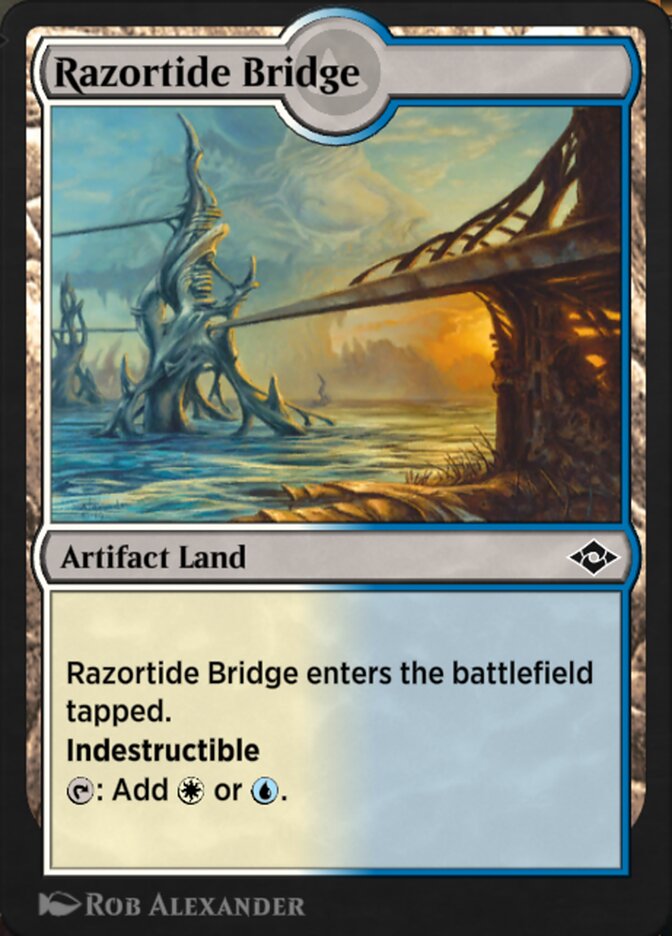 Razortide Bridge
Artifact Land
Razortide Bridge enters the battlefield
tapped.
Indestructible
: Add or .
Rob Alexander